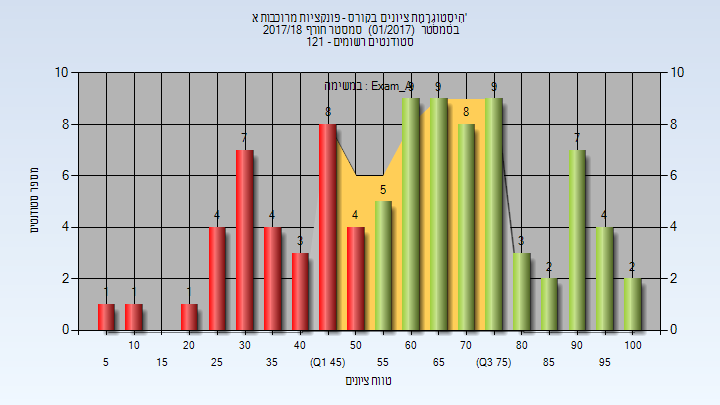 הִיסְטוֹגְרָמַת ציונים בקורס - פונקציות מרוכבות א'
בסמסטר (01/2017) סמסטר חורף 2017/18
סטודנטים רשומים - 121
במשימה : Exam_A
מספר סטודנטים
10 10
8 8
6 6
4 4
2 2
0 0
1 1 1 4 7 4 3 8 4 5 9 9 8 9 3 2 7 4 2
10 20 30 40 50 60 70 80 90 100
5 15 25 35 (Q1 45) 55 65 (Q3 75) 85 95
טווח ציונים